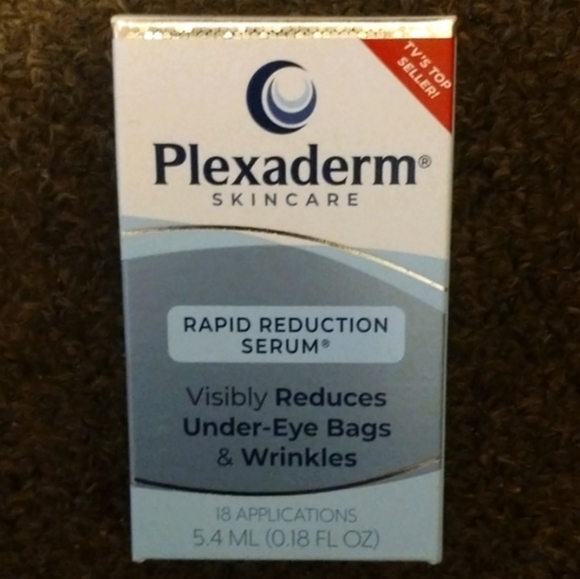 TV'S TOP
SELLER!
Plexaderm®
SKINCARE
RAPID REDUCTION
SERUM®
Visibly Reduces
Under-Eye Bags
& Wrinkles
18 APPLICATIONS
5.4 ML (0.18 FL OZ)